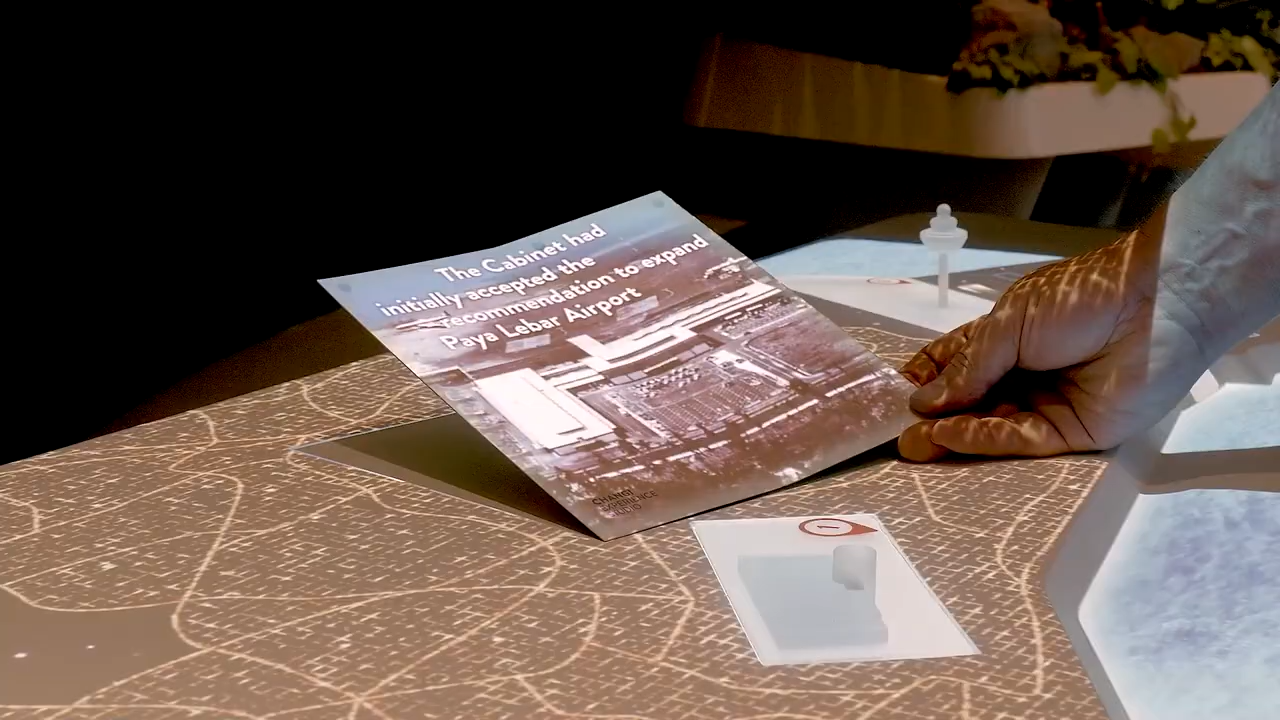 The Cabinet had
initially accepted the
recommendation to expand
Paya Lebar Airport
CHANGI
EXPERIENCE
STUDIO